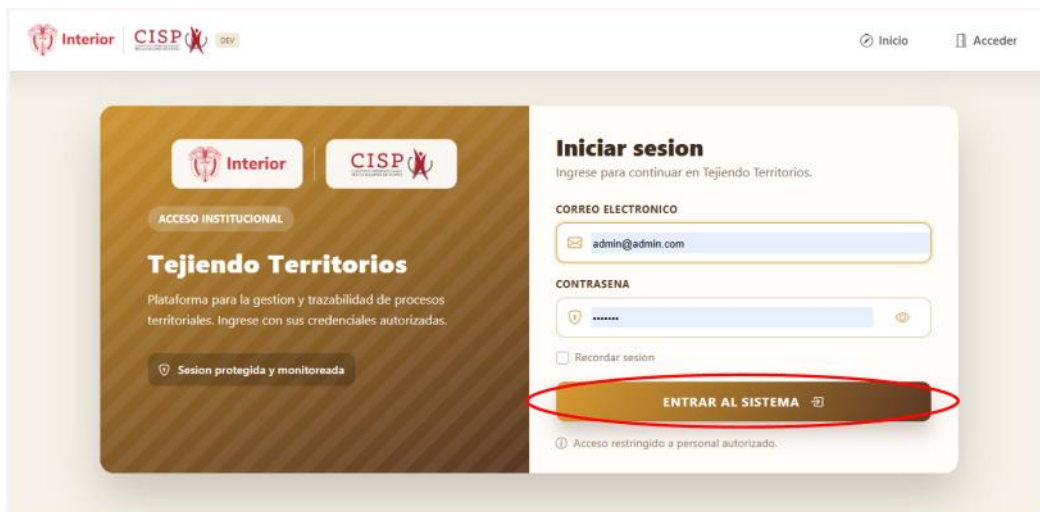 Interior
CISP
DEV
Inicio
Acceder
Interior
CISP
ACCESO INSTITUCIONAL
Tejiendo Territorios
Plataforma para la gestion y trazabilidad de procesos
territoriales. Ingrese con sus credenciales autorizadas.
Sesion protegida y monitoreada
Iniciar sesion
Ingrese para continuar en Tejiendo Territorios.
CORREO ELECTRONICO
admin@admin.com
CONTRASENA
•••••••
Recordar sesion
ENTRAR AL SISTEMA
Acceso restringido a personal autorizado.